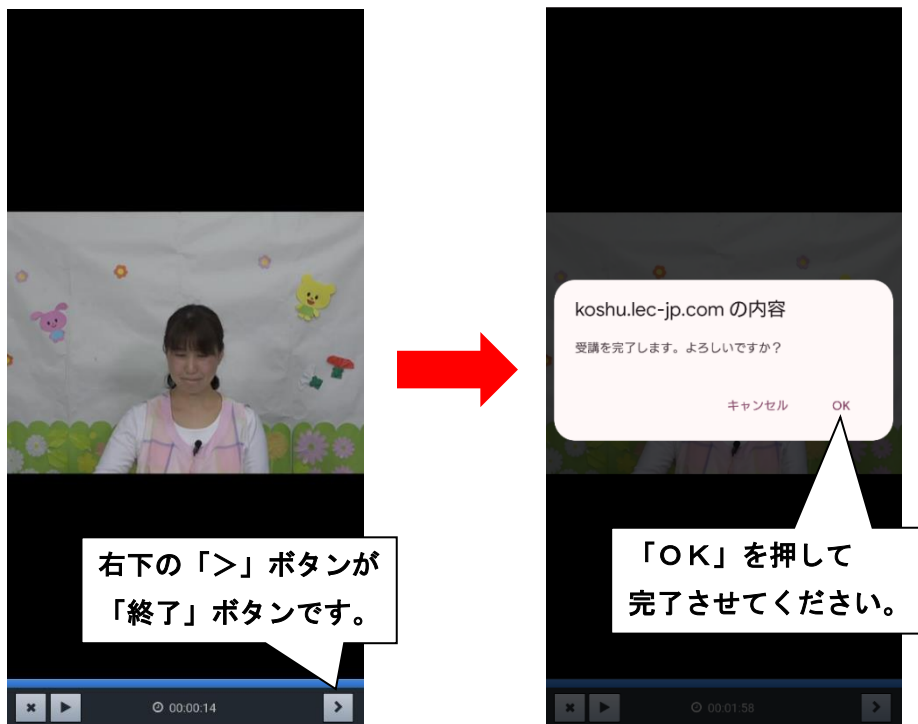 右下の「＞」ボタンが
「終了」ボタンです。
00:00:14
koshu.lec-jp.com の内容
受講を完了します。よろしいですか？
キャンセル OK
「ＯＫ」を押して
完了させてください。
00:01:58